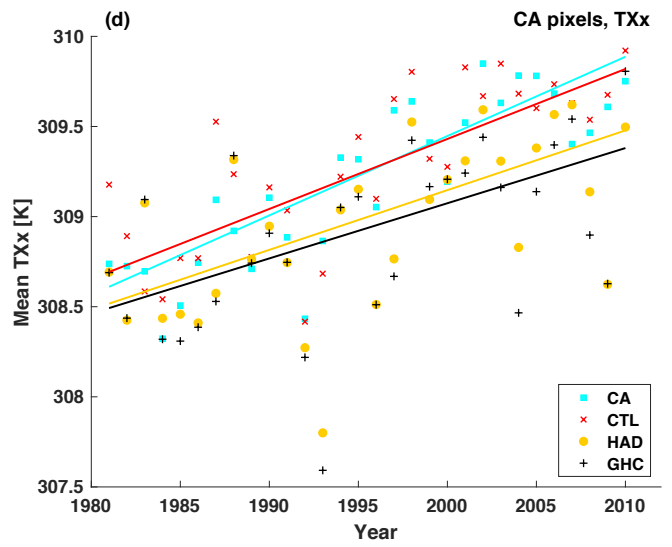 (d) CA pixels, TXx
310
309.5
309
308.5
308
307.5
Mean TXx [K]
1980 1985 1990 1995 2000 2005 2010
Year
CA
CTL
HAD
GHC